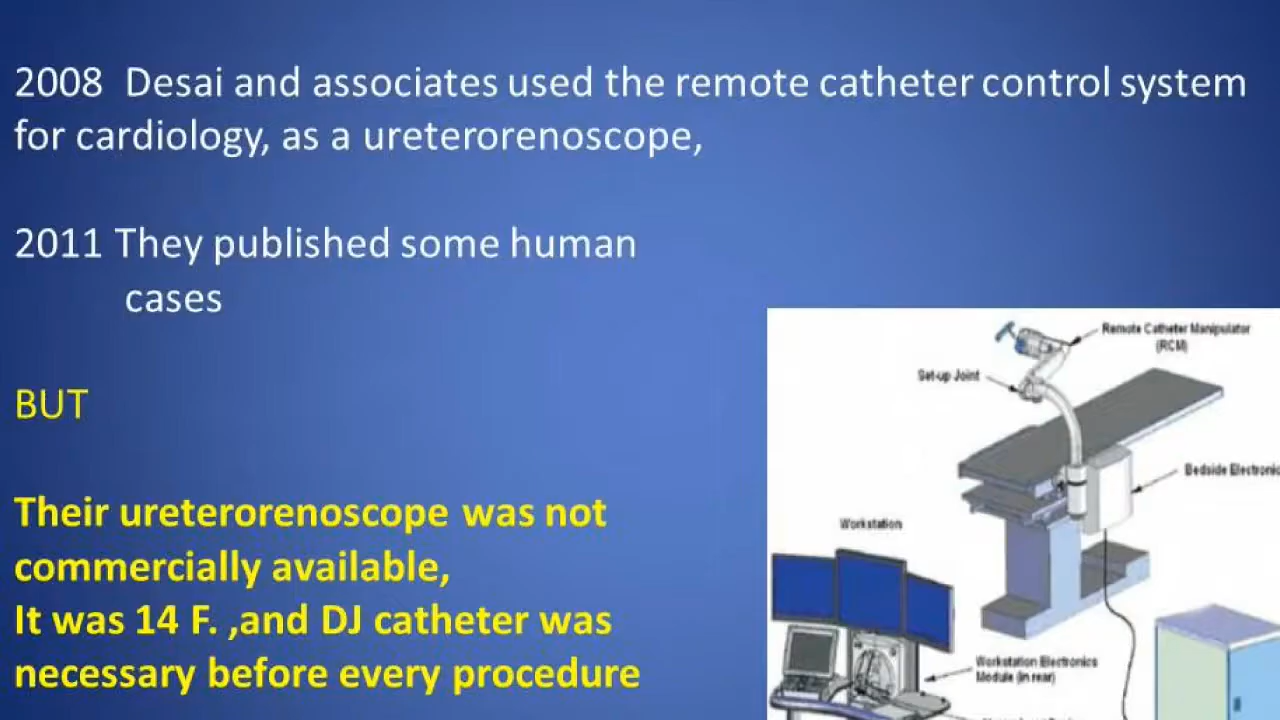 2008  Desai and associates used the remote catheter control system
for cardiology, as a ureterorenoscope,
2011 They published some human
cases
BUT
Their ureterorenoscope was not
commercially available,
It was 14 F. ,and DJ catheter was
necessary before every procedure
Remote Catheter Manipulator
(RCM)
Set-up Joint
Bedside Electronic
Workstation
Workstation Electronics
Module (in rear)